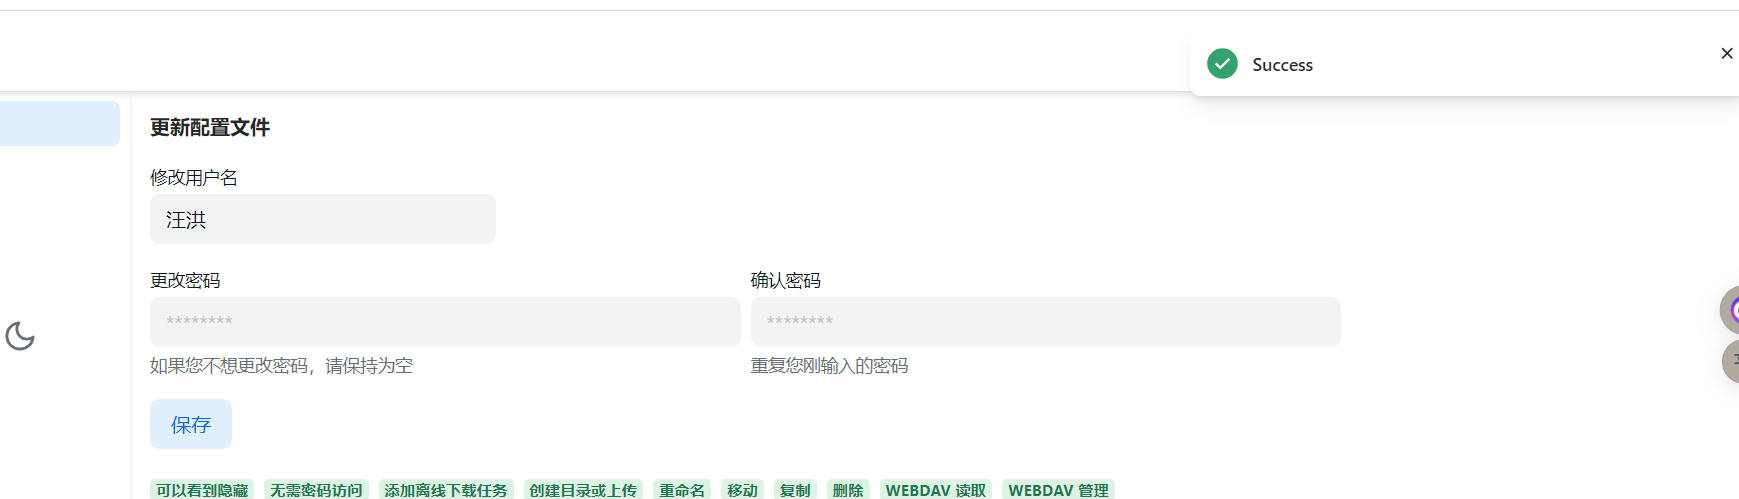 Success
更新配置文件
修改用户名
汪洪
更改密码 确认密码
******** ********
如果您不想更改密码，请保持为空 重复您刚输入的密码
保存
可以看到隐藏 无需密码访问 添加离线下载任务 创建目录或上传 重命名 移动 复制 删除 WEBDAV 读取 WEBDAV 管理